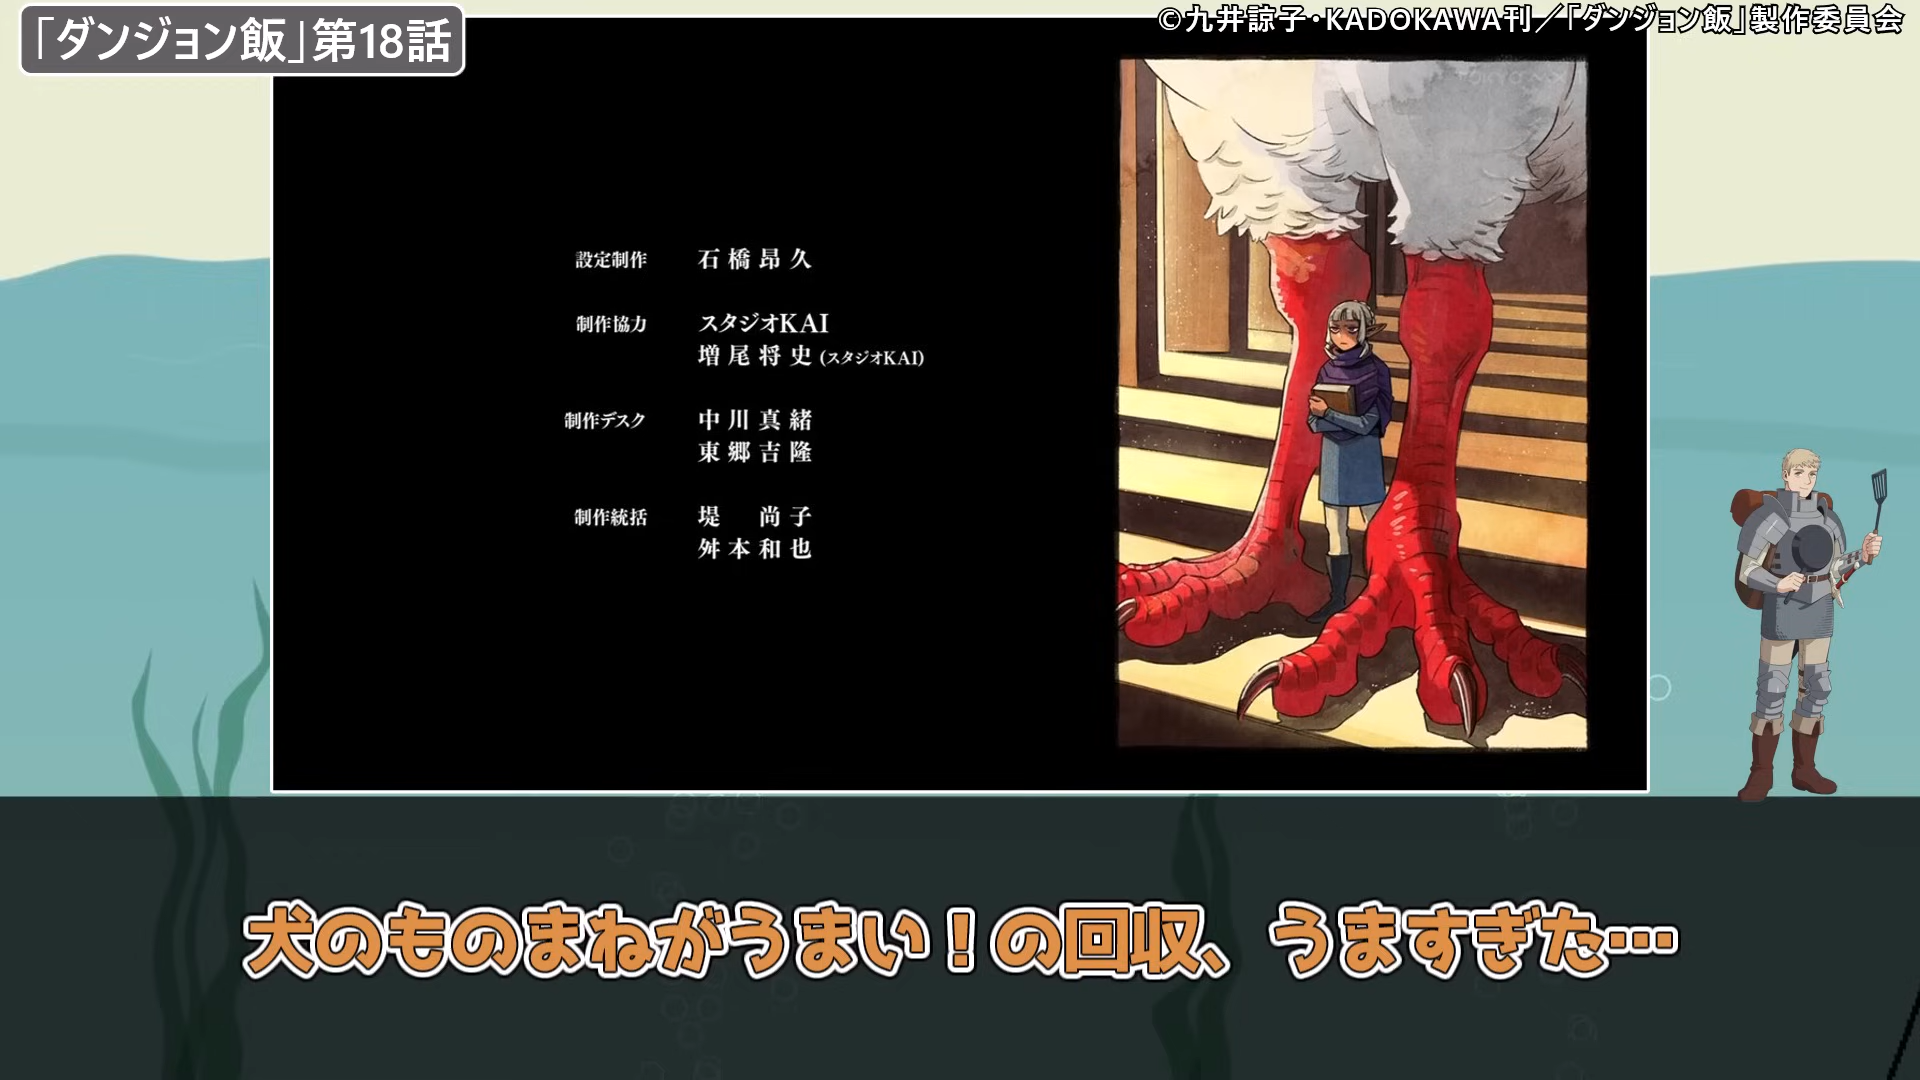 「ダンジョン飯」第18話
©九井諒子・KADOKAWA刊／「ダンジョン飯」製作委員会
設定制作 石橋昂久
制作協力 スタジオKAI
増尾将史(スタジオKAI)
制作デスク 中川真緒
東郷吉隆
制作統括 堤 尚子
舛本和也
犬のものまねがうまい！の回収、うますぎた…